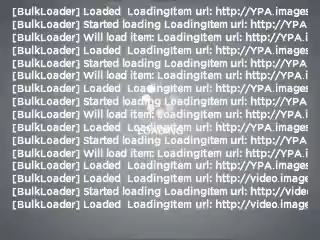 [BulkLoader] Loaded  LoadingItem url: http://YPA.images
[BulkLoader] Started loading LoadingItem url: http://YPA
[BulkLoader] Will load item: LoadingItem url: http://YPA.i
[BulkLoader] Loaded  LoadingItem url: http://YPA.images
[BulkLoader] Started loading LoadingItem url: http://YPA
[BulkLoader] Will load item: LoadingItem url: http://YPA.i
[BulkLoader] Loaded  LoadingItem url: http://YPA.images
[BulkLoader] Started loading LoadingItem url: http://YPA
[BulkLoader] Will load item: LoadingItem url: http://YPA.i
[BulkLoader] Loaded  LoadingItem url: http://YPA.images
LOADING
[BulkLoader] Started loading LoadingItem url: http://YPA
[BulkLoader] Will load item: LoadingItem url: http://YPA.i
[BulkLoader] Loaded  LoadingItem url: http://YPA.images
[BulkLoader] Will load item: LoadingItem url: http://video
[BulkLoader] Started loading LoadingItem url: http://video
[BulkLoader] Loaded  LoadingItem url: http://video.image